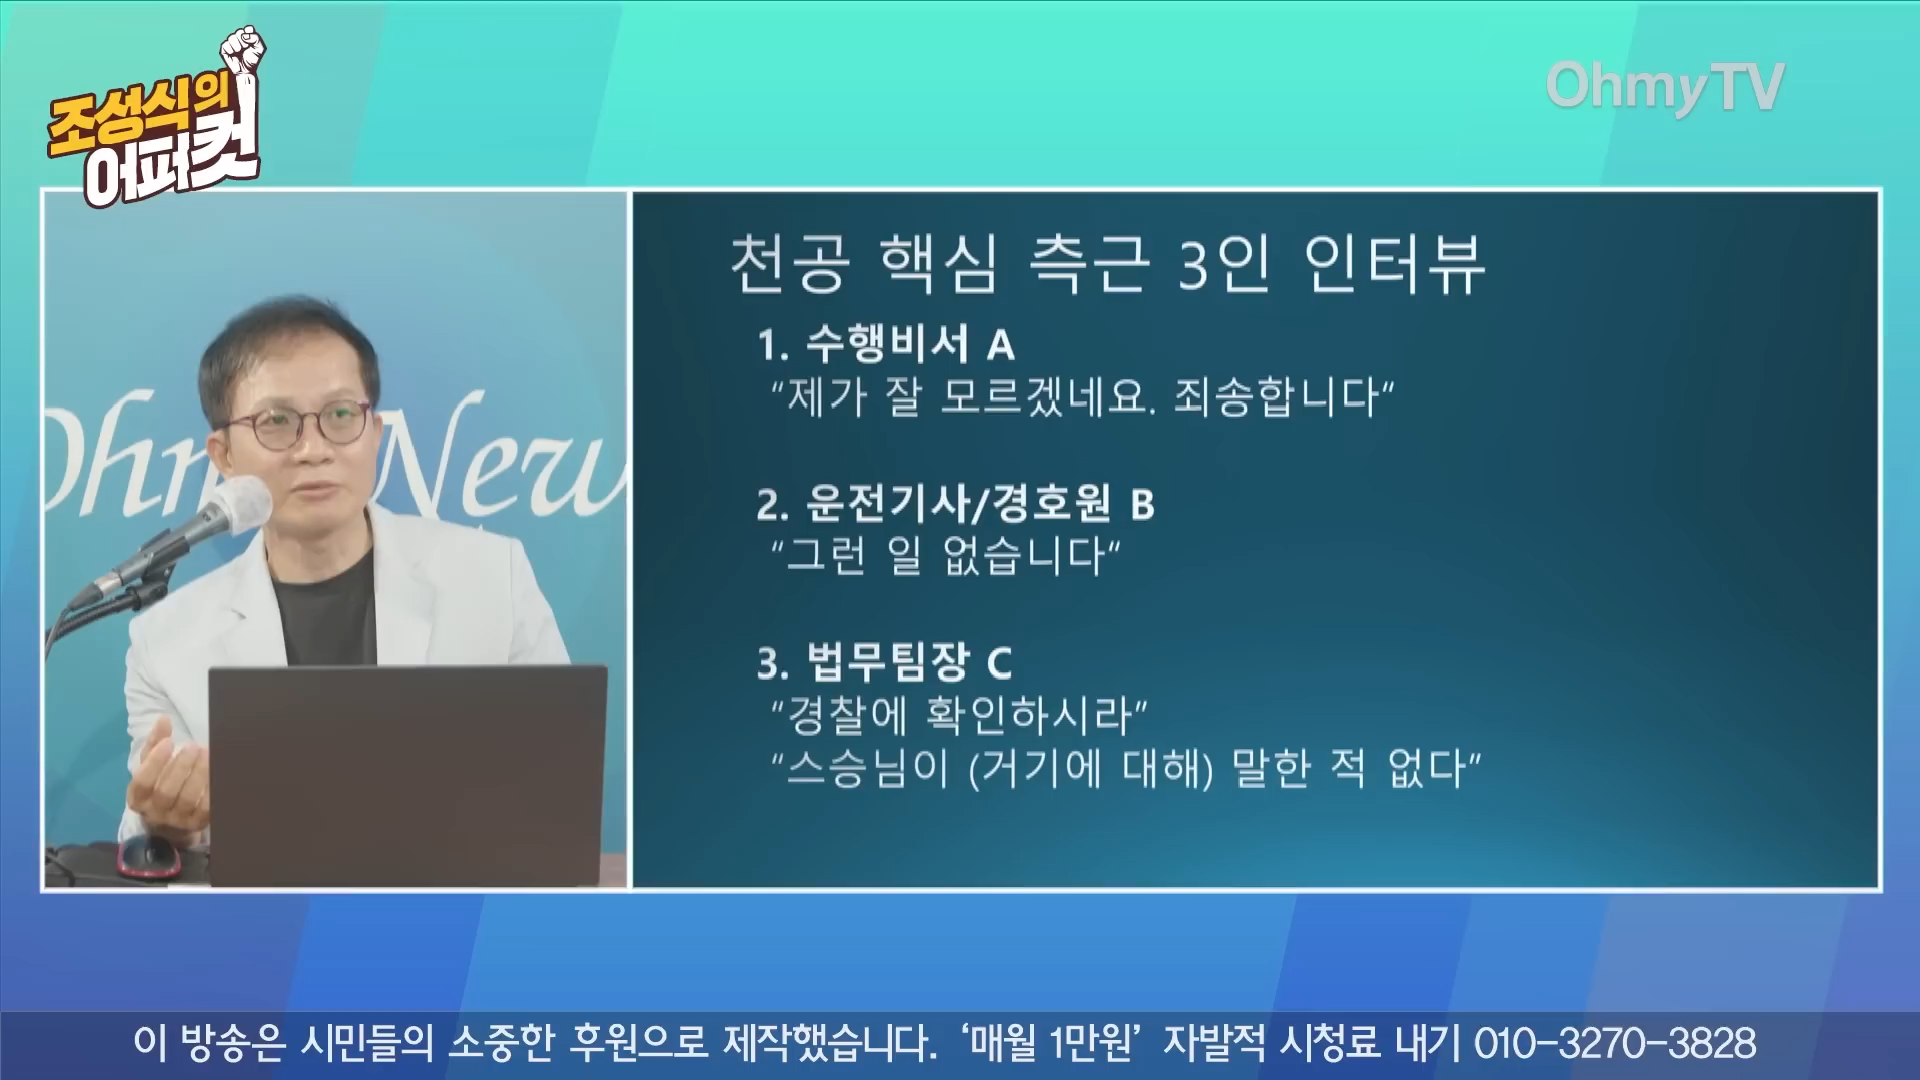 조성식의
어퍼컷
OhmyTV
Ohm New
천공 핵심 측근 3인 인터뷰
1. 수행비서 A
“제가 잘 모르겠네요. 죄송합니다“
2. 운전기사/경호원 B
“그런 일 없습니다“
3. 법무팀장 C
“경찰에 확인하시라”
“스승님이 (거기에 대해) 말한 적 없다”
이 방송은 시민들의 소중한 후원으로 제작했습니다. ‘매월 1만원’ 자발적 시청료 내기 010-3270-3828